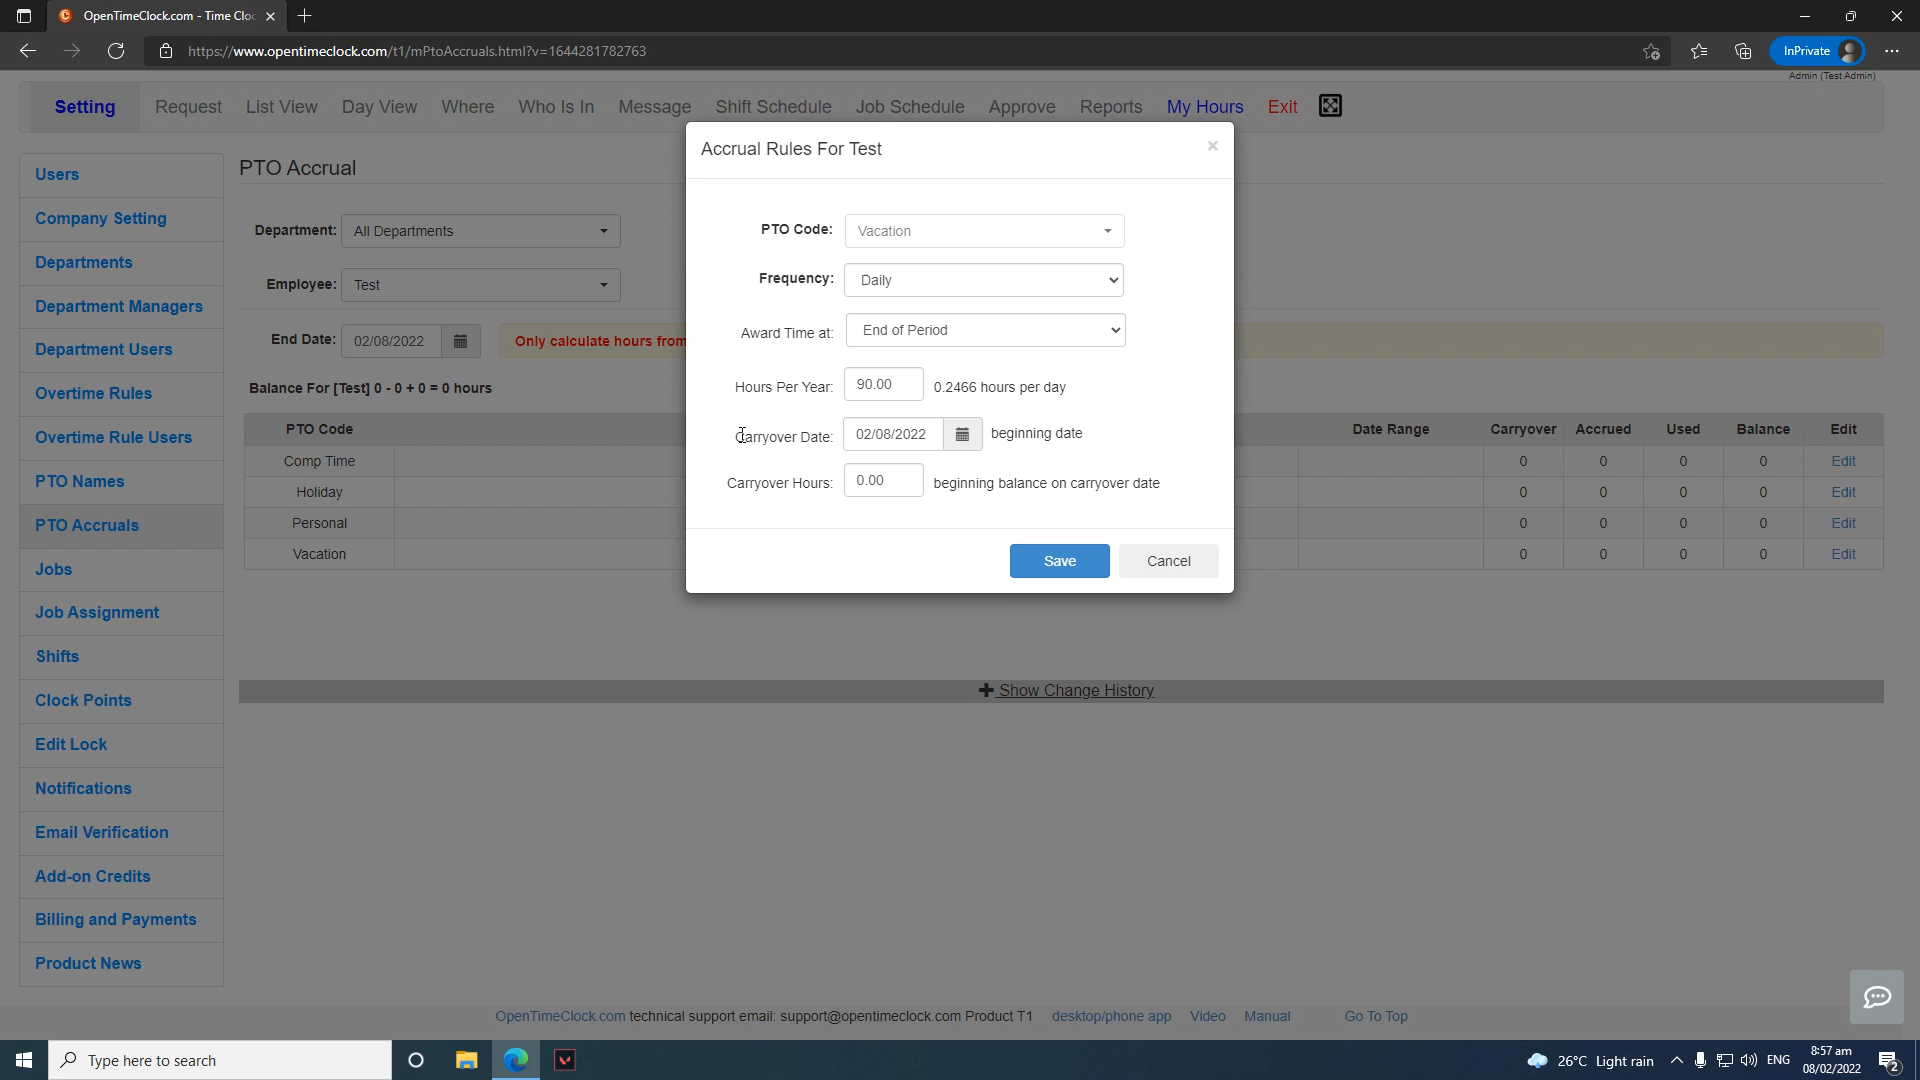 OpenTimeClock.com - Time Cloc
https://www.opentimeclock.com/t1/mPtoAccruals.html?v=1644281782763
InPrivate
Admin (Test Admin)
Setting Request List View Day View Where Who Is In Message Shift Schedule Job Schedule Approve Reports My Hours Exit
Users
Company Setting
Departments
Department Managers
Department Users
Overtime Rules
Overtime Rule Users
PTO Names
PTO Accruals
Jobs
Job Assignment
Shifts
Clock Points
Edit Lock
Notifications
Email Verification
Add-on Credits
Billing and Payments
Product News
PTO Accrual
Department: All Departments
Employee: Test
End Date: 02/08/2022 Only calculate hours from
Balance For [Test] 0 - 0 + 0 = 0 hours
PTO Code Date Range Carryover Accrued Used Balance Edit
Comp Time 0 0 0 0 Edit
Holiday 0 0 0 0 Edit
Personal 0 0 0 0 Edit
Vacation 0 0 0 0 Edit
Show Change History
Accrual Rules For Test ×
PTO Code: Vacation
Frequency: Daily
Award Time at: End of Period
Hours Per Year: 90.00 0.2466 hours per day
Carryover Date: 02/08/2022 beginning date
Carryover Hours: 0.00 beginning balance on carryover date
Save Cancel
OpenTimeClock.com technical support email: support@opentimeclock.com Product T1 desktop/phone app Video Manual Go To Top
Type here to search
26°C Light rain
ENG
8:57 am
08/02/2022
2